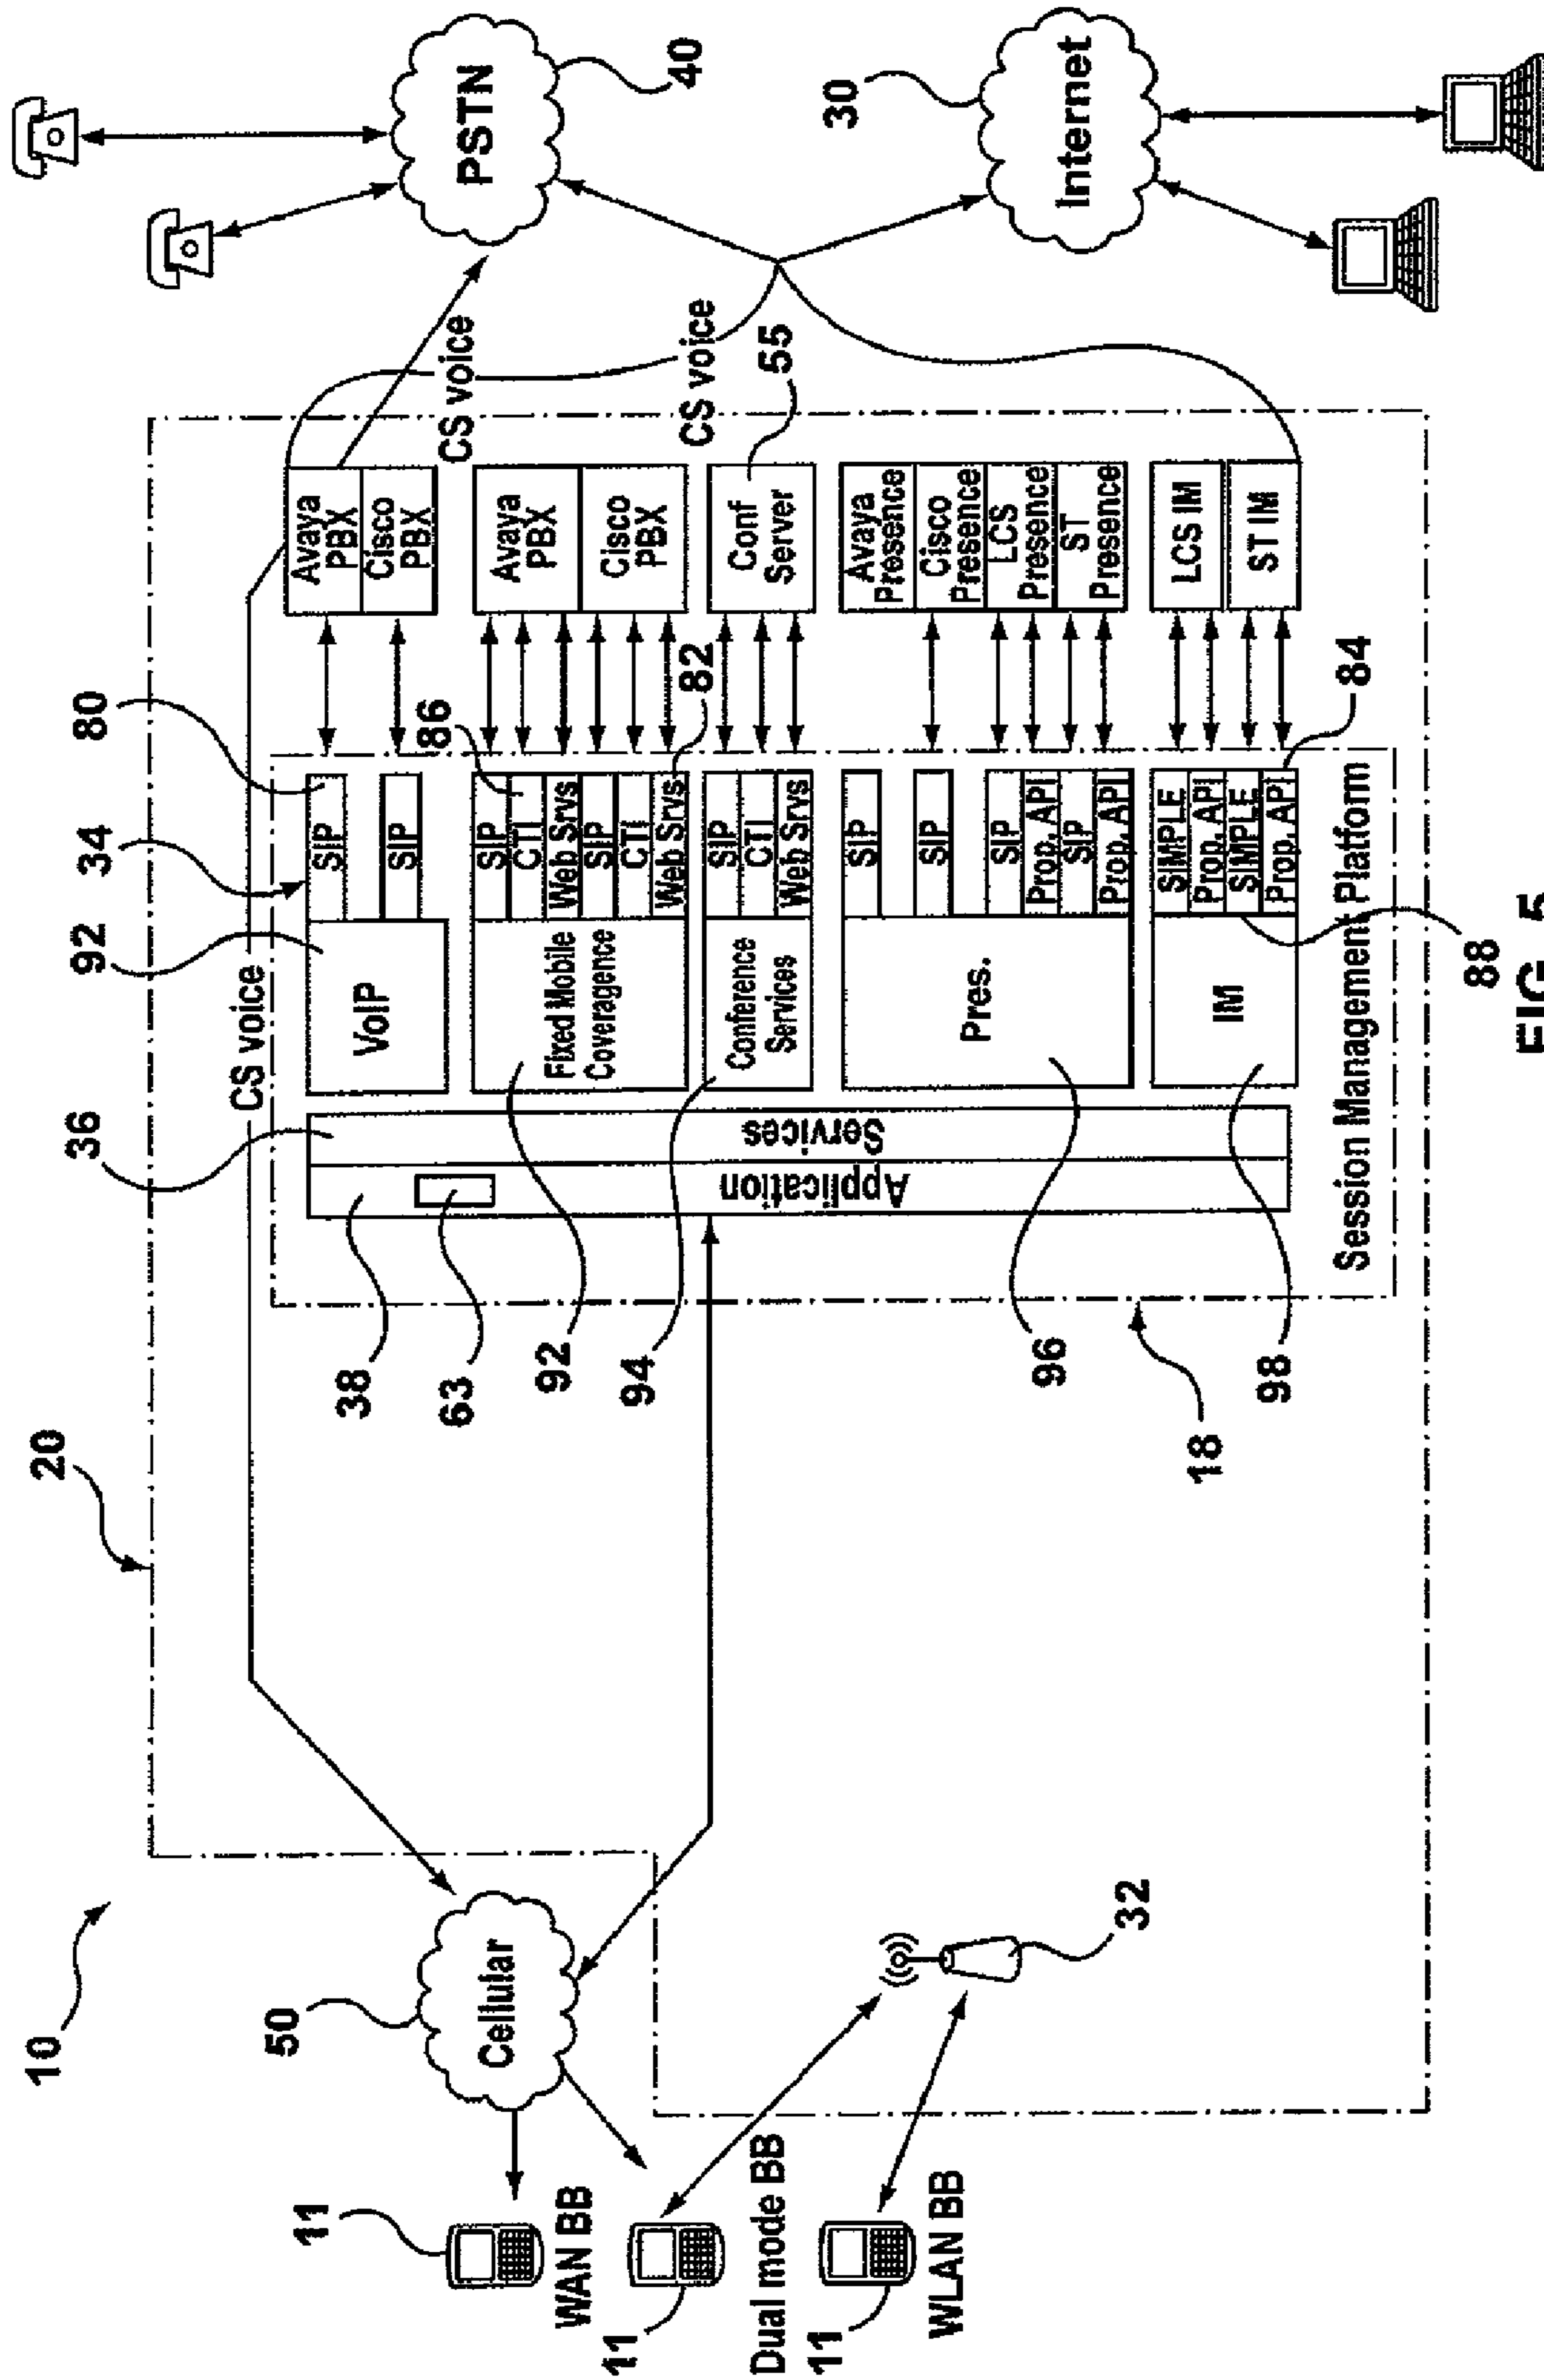 10
20
50
Cellular
11
WAN BB
11
Dual mode BB
11
WLAN BB
32
CS voice
36
92
34
80
38
63
92
94
96
98
18
Application
Services
VoIP
SIP
SIP
Fixed Mobile
Coveragence
86
SIP
CTI
Web Srvs
SIP
CTI
Web Srvs
82
Conference
Services
SIP
CTI
Web Srvs
Pres.
SIP
SIP
SIP
Prop. API
SIP
Prop. API
IM
SIMPLE
Prop. API
SIMPLE
Prop. API
84
88
Session Management Platfrom
Avaya
PBX
Cisco
PBX
Avaya
PBX
Cisco
PBX
Conf
Server
55
Avaya
Presence
Cisco
Presence
LCS
Presence
ST
Presence
LCS IM
ST IM
CS voice
CS voice
PSTN
40
30
Internet
FIG. 5